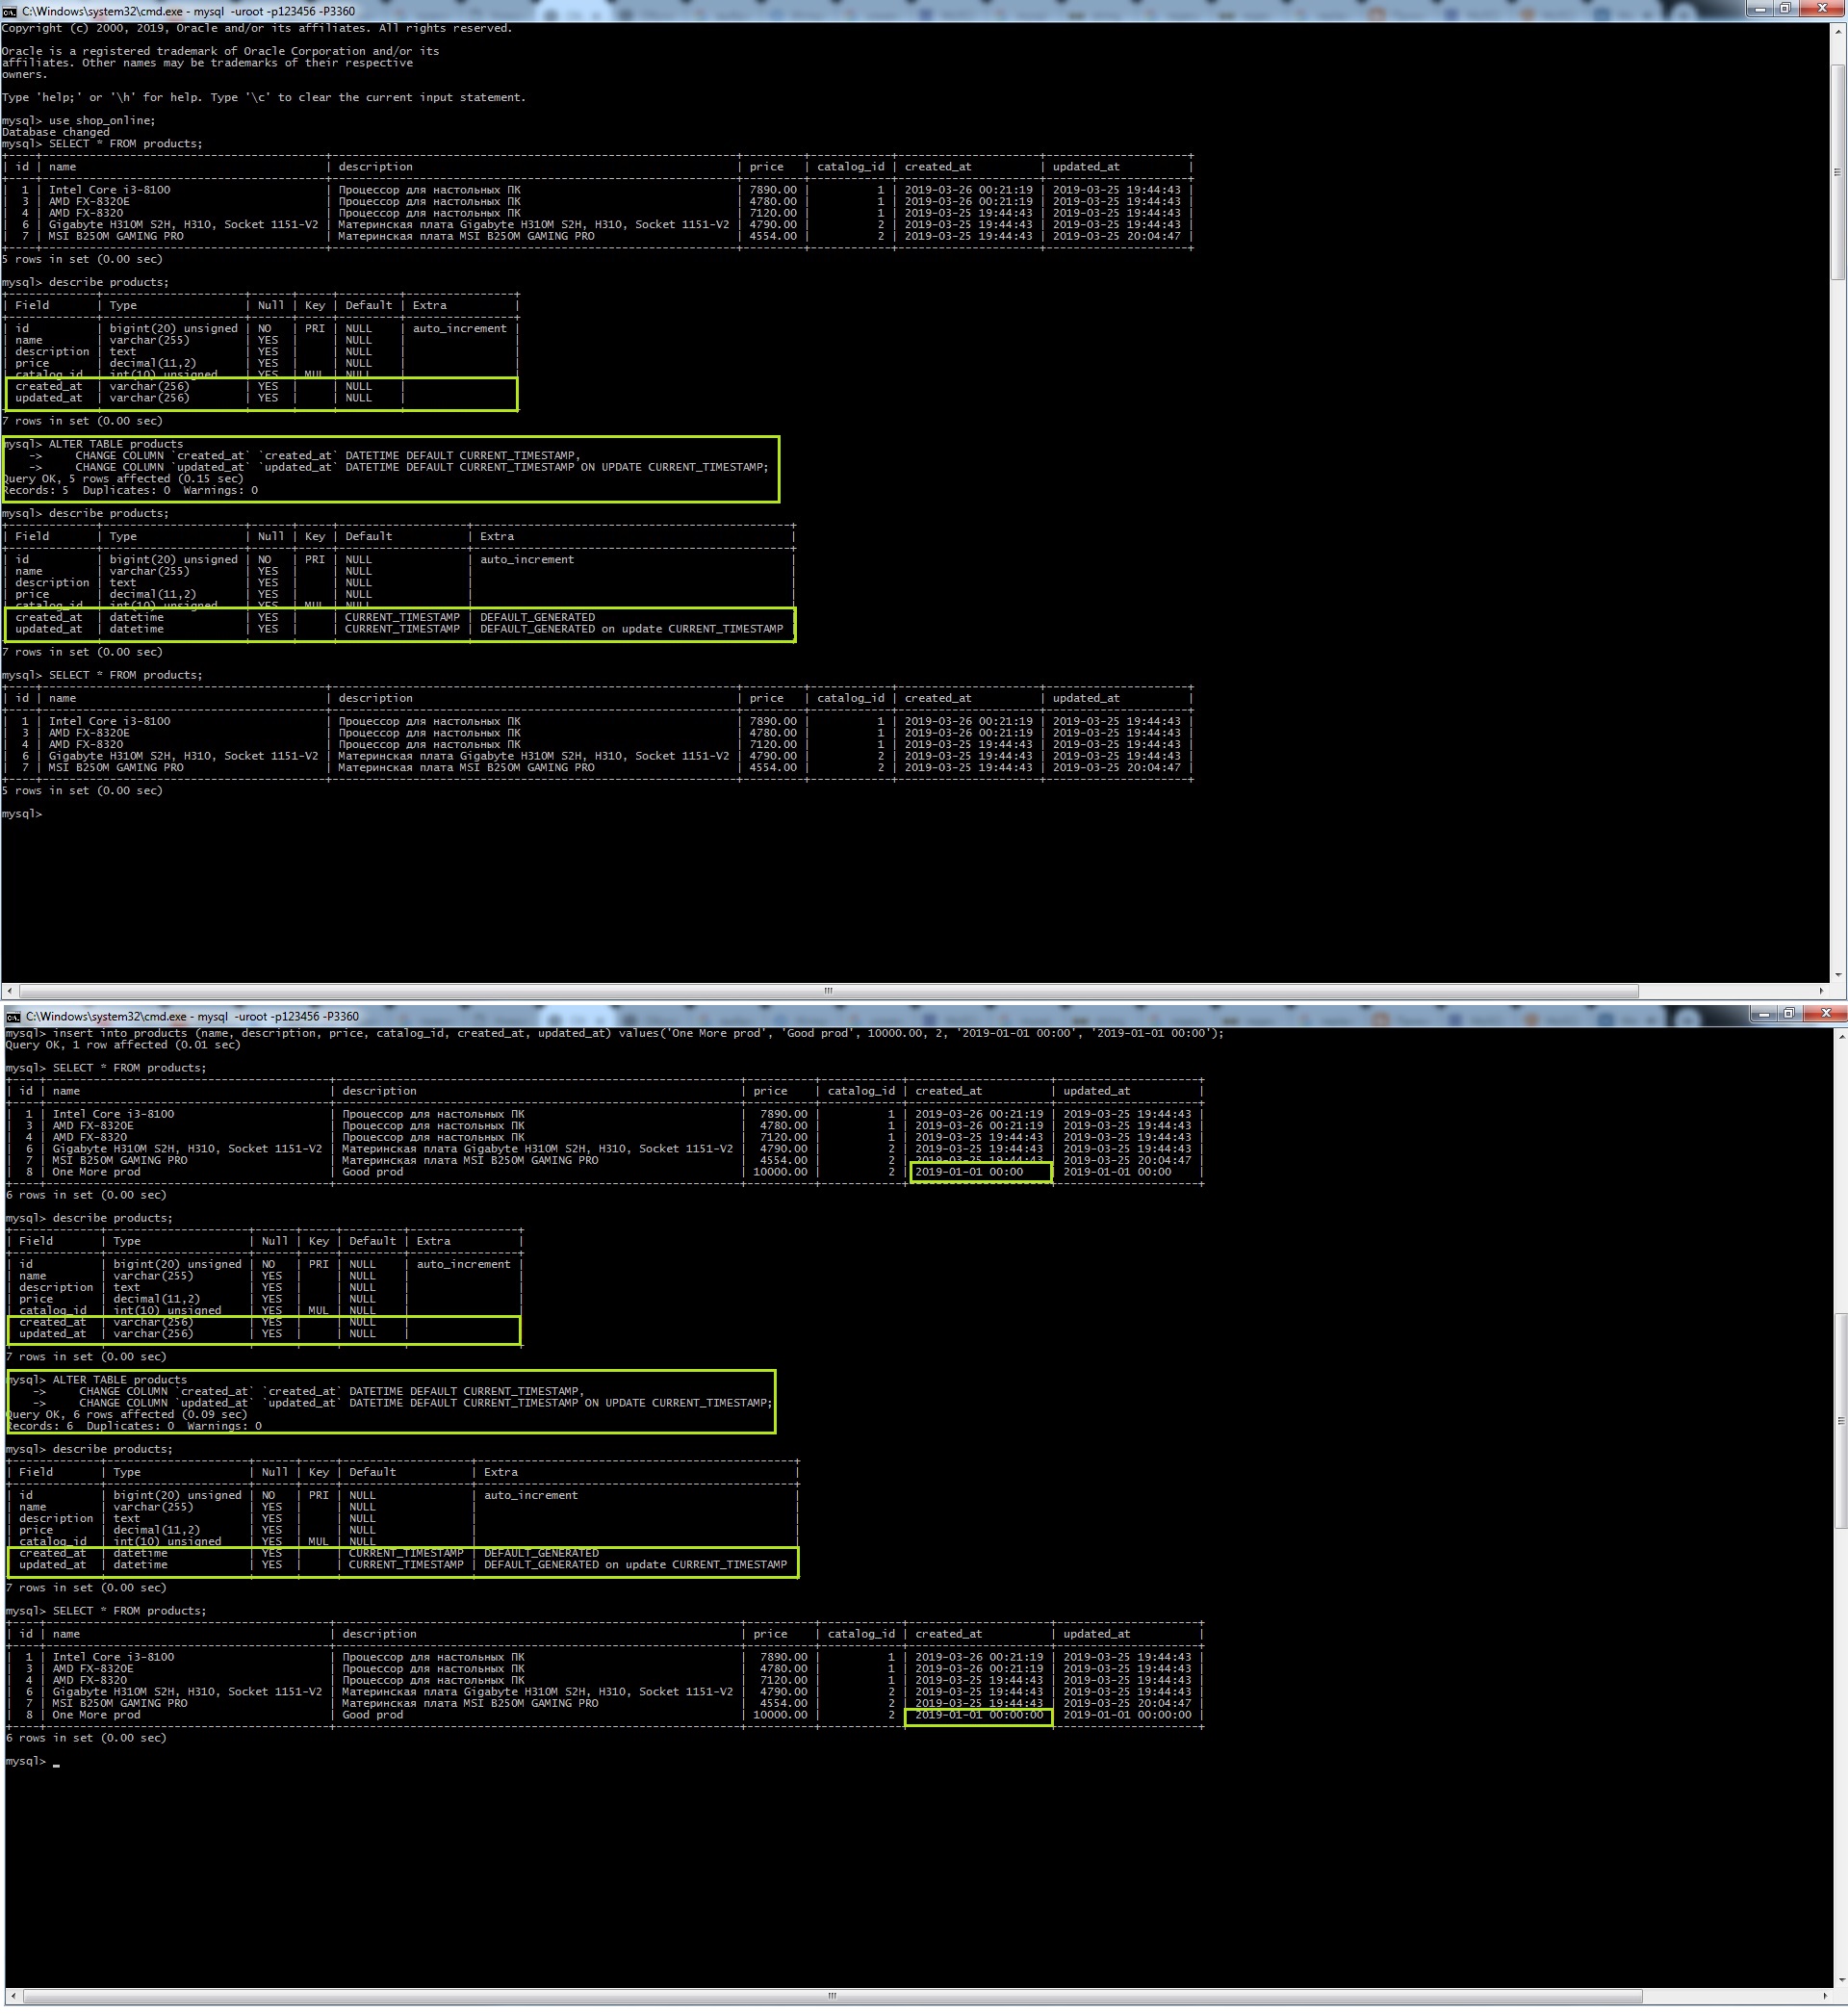 C:\Windows\system32\cmd.exe - mysql -uroot -p123456 -P3360
Copyright (c) 2000, 2019, Oracle and/or its affiliates. All rights reserved.
Oracle is a registered trademark of Oracle Corporation and/or its
affiliates. Other names may be trademarks of their respective
owners.
Type 'help;' or '\h' for help. Type '\c' to clear the current input statement.
mysql> use shop_online;
Database changed
mysql> SELECT * FROM products;
| id | name | description | price | catalog_id | created_at | updated_at |
| 1 | Intel Core i3-8100 | Процессор для настольных ПК | 7890.00 | 1 | 2019-03-26 00:21:19 | 2019-03-25 19:44:43 |
| 3 | AMD FX-8320E | Процессор для настольных ПК | 4780.00 | 1 | 2019-03-26 00:21:19 | 2019-03-25 19:44:43 |
| 4 | AMD FX-8320 | Процессор для настольных ПК | 7120.00 | 1 | 2019-03-25 19:44:43 | 2019-03-25 19:44:43 |
| 6 | Gigabyte H310M S2H, H310, Socket 1151-V2 | Материнская плата Gigabyte H310M S2H, H310, Socket 1151-V2 | 4790.00 | 2 | 2019-03-25 19:44:43 | 2019-03-25 19:44:43 |
| 7 | MSI B250M GAMING PRO | Материнская плата MSI B250M GAMING PRO | 4554.00 | 2 | 2019-03-25 19:44:43 | 2019-03-25 20:04:47 |
5 rows in set (0.00 sec)
mysql> describe products;
| Field | Type | Null | Key | Default | Extra |
| id | bigint(20) unsigned | NO | PRI | NULL | auto_increment |
| name | varchar(255) | YES | | NULL | |
| description | text | YES | | NULL | |
| price | decimal(11,2) | YES | | NULL | |
| catalog_id | int(10) unsigned | YES | MUL | NULL | |
created_at | varchar(256) | YES | | NULL |
updated_at | varchar(256) | YES | | NULL |
7 rows in set (0.00 sec)
mysql> ALTER TABLE products
-> CHANGE COLUMN `created_at` `created_at` DATETIME DEFAULT CURRENT_TIMESTAMP,
-> CHANGE COLUMN `updated_at` `updated_at` DATETIME DEFAULT CURRENT_TIMESTAMP ON UPDATE CURRENT_TIMESTAMP;
Query OK, 5 rows affected (0.15 sec)
Records: 5 Duplicates: 0 Warnings: 0
mysql> describe products;
| Field | Type | Null | Key | Default | Extra |
| id | bigint(20) unsigned | NO | PRI | NULL | auto_increment |
| name | varchar(255) | YES | | NULL | |
| description | text | YES | | NULL | |
| price | decimal(11,2) | YES | | NULL | |
| catalog_id | int(10) unsigned | YES | MUL | NULL | |
created_at | datetime | YES | | CURRENT_TIMESTAMP | DEFAULT_GENERATED
updated_at | datetime | YES | | CURRENT_TIMESTAMP | DEFAULT_GENERATED on update CURRENT_TIMESTAMP
7 rows in set (0.00 sec)
mysql> SELECT * FROM products;
| id | name | description | price | catalog_id | created_at | updated_at |
| 1 | Intel Core i3-8100 | Процессор для настольных ПК | 7890.00 | 1 | 2019-03-26 00:21:19 | 2019-03-25 19:44:43 |
| 3 | AMD FX-8320E | Процессор для настольных ПК | 4780.00 | 1 | 2019-03-26 00:21:19 | 2019-03-25 19:44:43 |
| 4 | AMD FX-8320 | Процессор для настольных ПК | 7120.00 | 1 | 2019-03-25 19:44:43 | 2019-03-25 19:44:43 |
| 6 | Gigabyte H310M S2H, H310, Socket 1151-V2 | Материнская плата Gigabyte H310M S2H, H310, Socket 1151-V2 | 4790.00 | 2 | 2019-03-25 19:44:43 | 2019-03-25 19:44:43 |
| 7 | MSI B250M GAMING PRO | Материнская плата MSI B250M GAMING PRO | 4554.00 | 2 | 2019-03-25 19:44:43 | 2019-03-25 20:04:47 |
5 rows in set (0.00 sec)
mysql>
C:\Windows\system32\cmd.exe - mysql -uroot -p123456 -P3360
mysql> insert into products (name, description, price, catalog_id, created_at, updated_at) values('One More prod', 'Good prod', 10000.00, 2, '2019-01-01 00:00', '2019-01-01 00:00');
Query OK, 1 row affected (0.01 sec)
mysql> SELECT * FROM products;
| id | name | description | price | catalog_id | created_at | updated_at |
| 1 | Intel Core i3-8100 | Процессор для настольных ПК | 7890.00 | 1 | 2019-03-26 00:21:19 | 2019-03-25 19:44:43 |
| 3 | AMD FX-8320E | Процессор для настольных ПК | 4780.00 | 1 | 2019-03-26 00:21:19 | 2019-03-25 19:44:43 |
| 4 | AMD FX-8320 | Процессор для настольных ПК | 7120.00 | 1 | 2019-03-25 19:44:43 | 2019-03-25 19:44:43 |
| 6 | Gigabyte H310M S2H, H310, Socket 1151-V2 | Материнская плата Gigabyte H310M S2H, H310, Socket 1151-V2 | 4790.00 | 2 | 2019-03-25 19:44:43 | 2019-03-25 19:44:43 |
| 7 | MSI B250M GAMING PRO | Материнская плата MSI B250M GAMING PRO | 4554.00 | 2 | 2019-03-25 19:44:43 | 2019-03-25 20:04:47 |
| 8 | One More prod | Good prod | 10000.00 | 2 | 2019-01-01 00:00 | 2019-01-01 00:00 |
6 rows in set (0.00 sec)
mysql> describe products;
| Field | Type | Null | Key | Default | Extra |
| id | bigint(20) unsigned | NO | PRI | NULL | auto_increment |
| name | varchar(255) | YES | | NULL | |
| description | text | YES | | NULL | |
| price | decimal(11,2) | YES | | NULL | |
| catalog_id | int(10) unsigned | YES | MUL | NULL | |
created_at | varchar(256) | YES | | NULL |
updated_at | varchar(256) | YES | | NULL |
7 rows in set (0.00 sec)
mysql> ALTER TABLE products
-> CHANGE COLUMN `created_at` `created_at` DATETIME DEFAULT CURRENT_TIMESTAMP,
-> CHANGE COLUMN `updated_at` `updated_at` DATETIME DEFAULT CURRENT_TIMESTAMP ON UPDATE CURRENT_TIMESTAMP;
Query OK, 6 rows affected (0.09 sec)
Records: 6 Duplicates: 0 Warnings: 0
mysql> describe products;
| Field | Type | Null | Key | Default | Extra |
| id | bigint(20) unsigned | NO | PRI | NULL | auto_increment |
| name | varchar(255) | YES | | NULL | |
| description | text | YES | | NULL | |
| price | decimal(11,2) | YES | | NULL | |
| catalog_id | int(10) unsigned | YES | MUL | NULL | |
created_at | datetime | YES | | CURRENT_TIMESTAMP | DEFAULT_GENERATED
updated_at | datetime | YES | | CURRENT_TIMESTAMP | DEFAULT_GENERATED on update CURRENT_TIMESTAMP
7 rows in set (0.00 sec)
mysql> SELECT * FROM products;
| id | name | description | price | catalog_id | created_at | updated_at |
| 1 | Intel Core i3-8100 | Процессор для настольных ПК | 7890.00 | 1 | 2019-03-26 00:21:19 | 2019-03-25 19:44:43 |
| 3 | AMD FX-8320E | Процессор для настольных ПК | 4780.00 | 1 | 2019-03-26 00:21:19 | 2019-03-25 19:44:43 |
| 4 | AMD FX-8320 | Процессор для настольных ПК | 7120.00 | 1 | 2019-03-25 19:44:43 | 2019-03-25 19:44:43 |
| 6 | Gigabyte H310M S2H, H310, Socket 1151-V2 | Материнская плата Gigabyte H310M S2H, H310, Socket 1151-V2 | 4790.00 | 2 | 2019-03-25 19:44:43 | 2019-03-25 19:44:43 |
| 7 | MSI B250M GAMING PRO | Материнская плата MSI B250M GAMING PRO | 4554.00 | 2 | 2019-03-25 19:44:43 | 2019-03-25 20:04:47 |
| 8 | One More prod | Good prod | 10000.00 | 2 | 2019-01-01 00:00:00 | 2019-01-01 00:00:00 |
6 rows in set (0.00 sec)
mysql> _